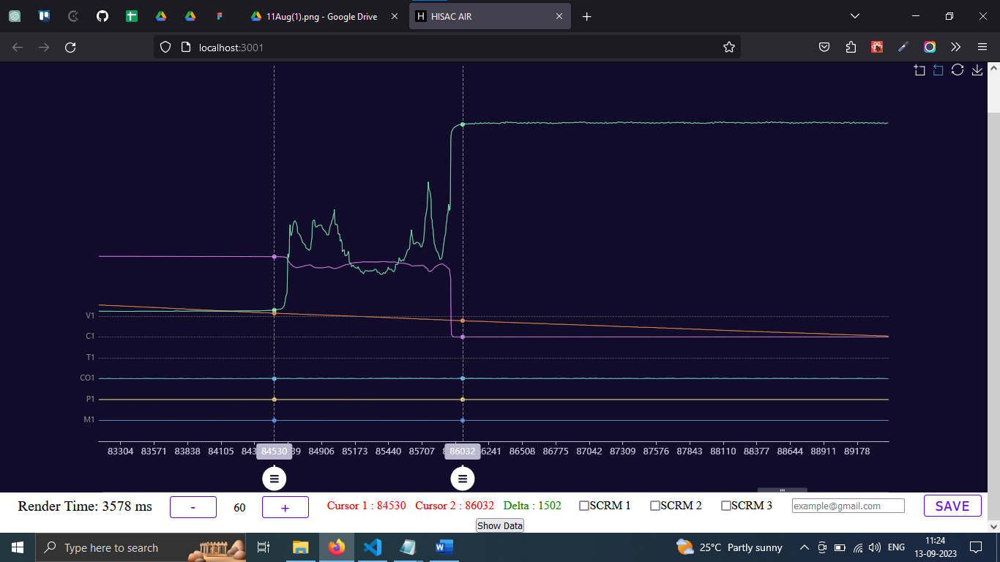 11Aug(1).png - Google Drive
HISAC AIR
localhost:3001
V1
C1
T1
CO1
P1
M1
83304 83571 83838 84105 84530 84906 85173 85440 85707 86032 86241 86508 86775 87042 87309 87576 87843 88110 88377 88644 88911 89178
Render Time: 3578 ms - 60 + Cursor 1 : 84530 Cursor 2 : 86032 Delta : 1502 SCRM 1 SCRM 2 SCRM 3 example@gmail.com SAVE
Show Data
Type here to search 25°C Partly sunny ENG 11:24
13-09-2023